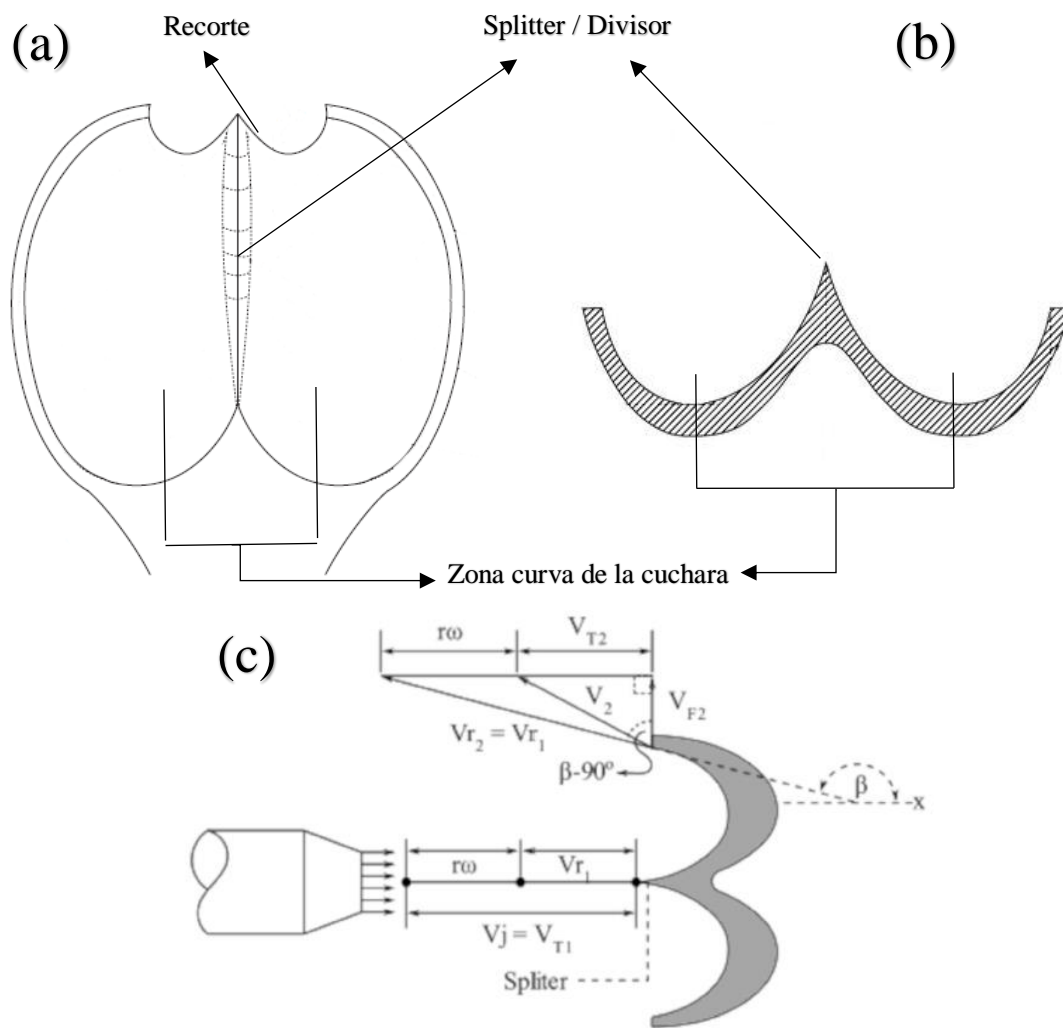 (a)
Recorte
Splitter / Divisor
(b)
Zona curva de la cuchara
(c)
rω
V_T2
V_2
V_F2
Vr_2 = Vr_1
β-90º
β
x
rω
Vr_1
Vj = V_T1
Spliter